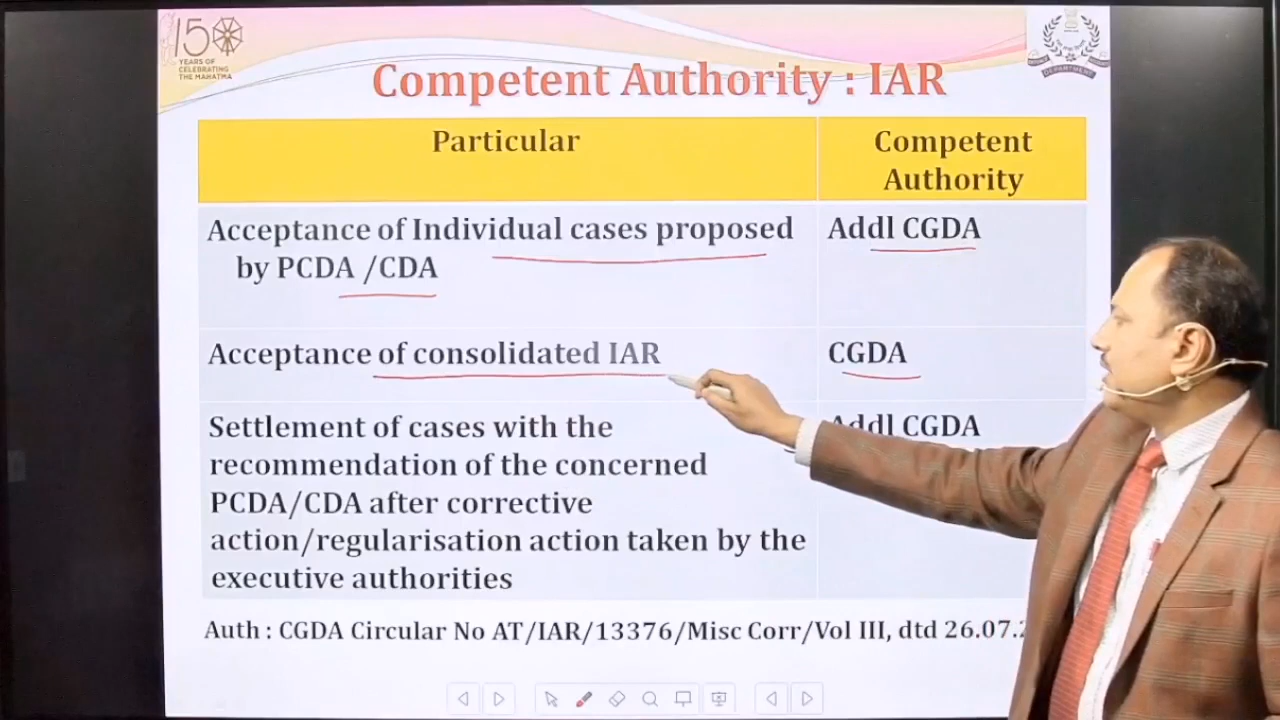 150
YEARS OF
CELEBRATING
THE MAHATMA
DEPARTMENT
Competent Authority : IAR
Particular
Competent
Authority
Acceptance of Individual cases proposed
by PCDA /CDA
Addl CGDA
Acceptance of consolidated IAR
CGDA
Settlement of cases with the
recommendation of the concerned
PCDA/CDA after corrective
action/regularisation action taken by the
executive authorities
Addl CGDA
Auth : CGDA Circular No AT/IAR/13376/Misc Corr/Vol III, dtd 26.07.